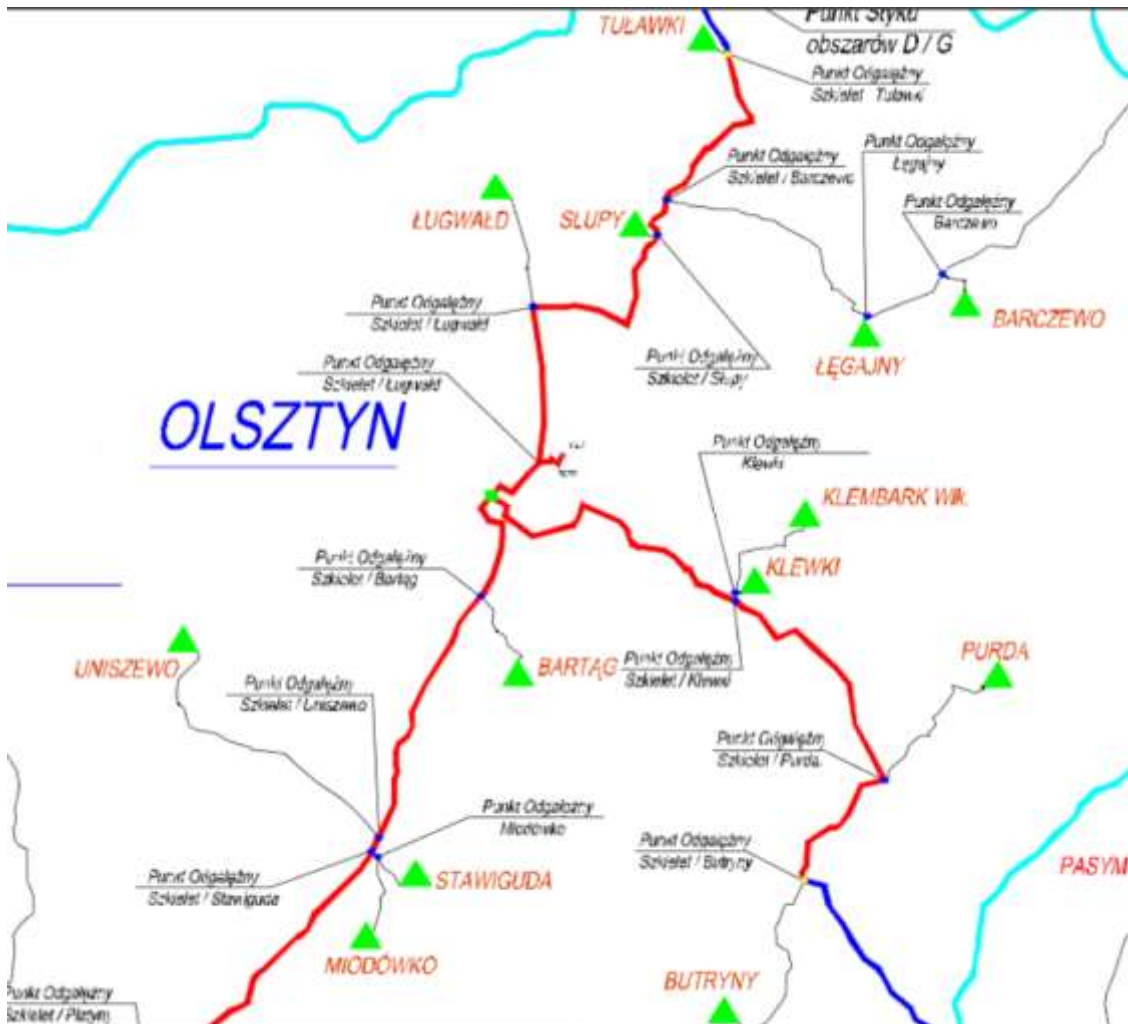 TUŁAWKI
Punkt Styku
obszarów D / G
Punkt Odgałęźny
Szkielet Tuławki
Punkt Odgałęźny
Szkielet / Barczewo
Punkt Odgałęźny
Łęgajny
Punkt Odgałęźny
Barczewo
ŁUGWAŁD
SŁUPY
BARCZEWO
ŁĘGAJNY
Punkt Odgałęźny
Szkielet / Ługwałd
Punkt Odgałęźny
Szkielet / Słupy
Punkt Odgałęźny
Szkielet / Ługwałd
OLSZTYN
Punkt Odgałęźny
Klewki
KLEMBARK Wlk.
KLEWKI
Punkt Odgałęźny
Szkielet / Bartąg
UNISZEWO
BARTĄG
Punkt Odgałęźny
Szkielet / Klewki
PURDA
Punkt Odgałęźny
Szkielet / Uniszewo
Punkt Odgałęźny
Szkielet / Purda
Punkt Odgałęźny
Miodówko
Punkt Odgałęźny
Szkielet / Butryny
Punkt Odgałęźny
Szkielet / Stawiguda
STAWIGUDA
PASYM
MIODÓWKO
BUTRYNY
Punkt Odgałęźny
Szkielet /